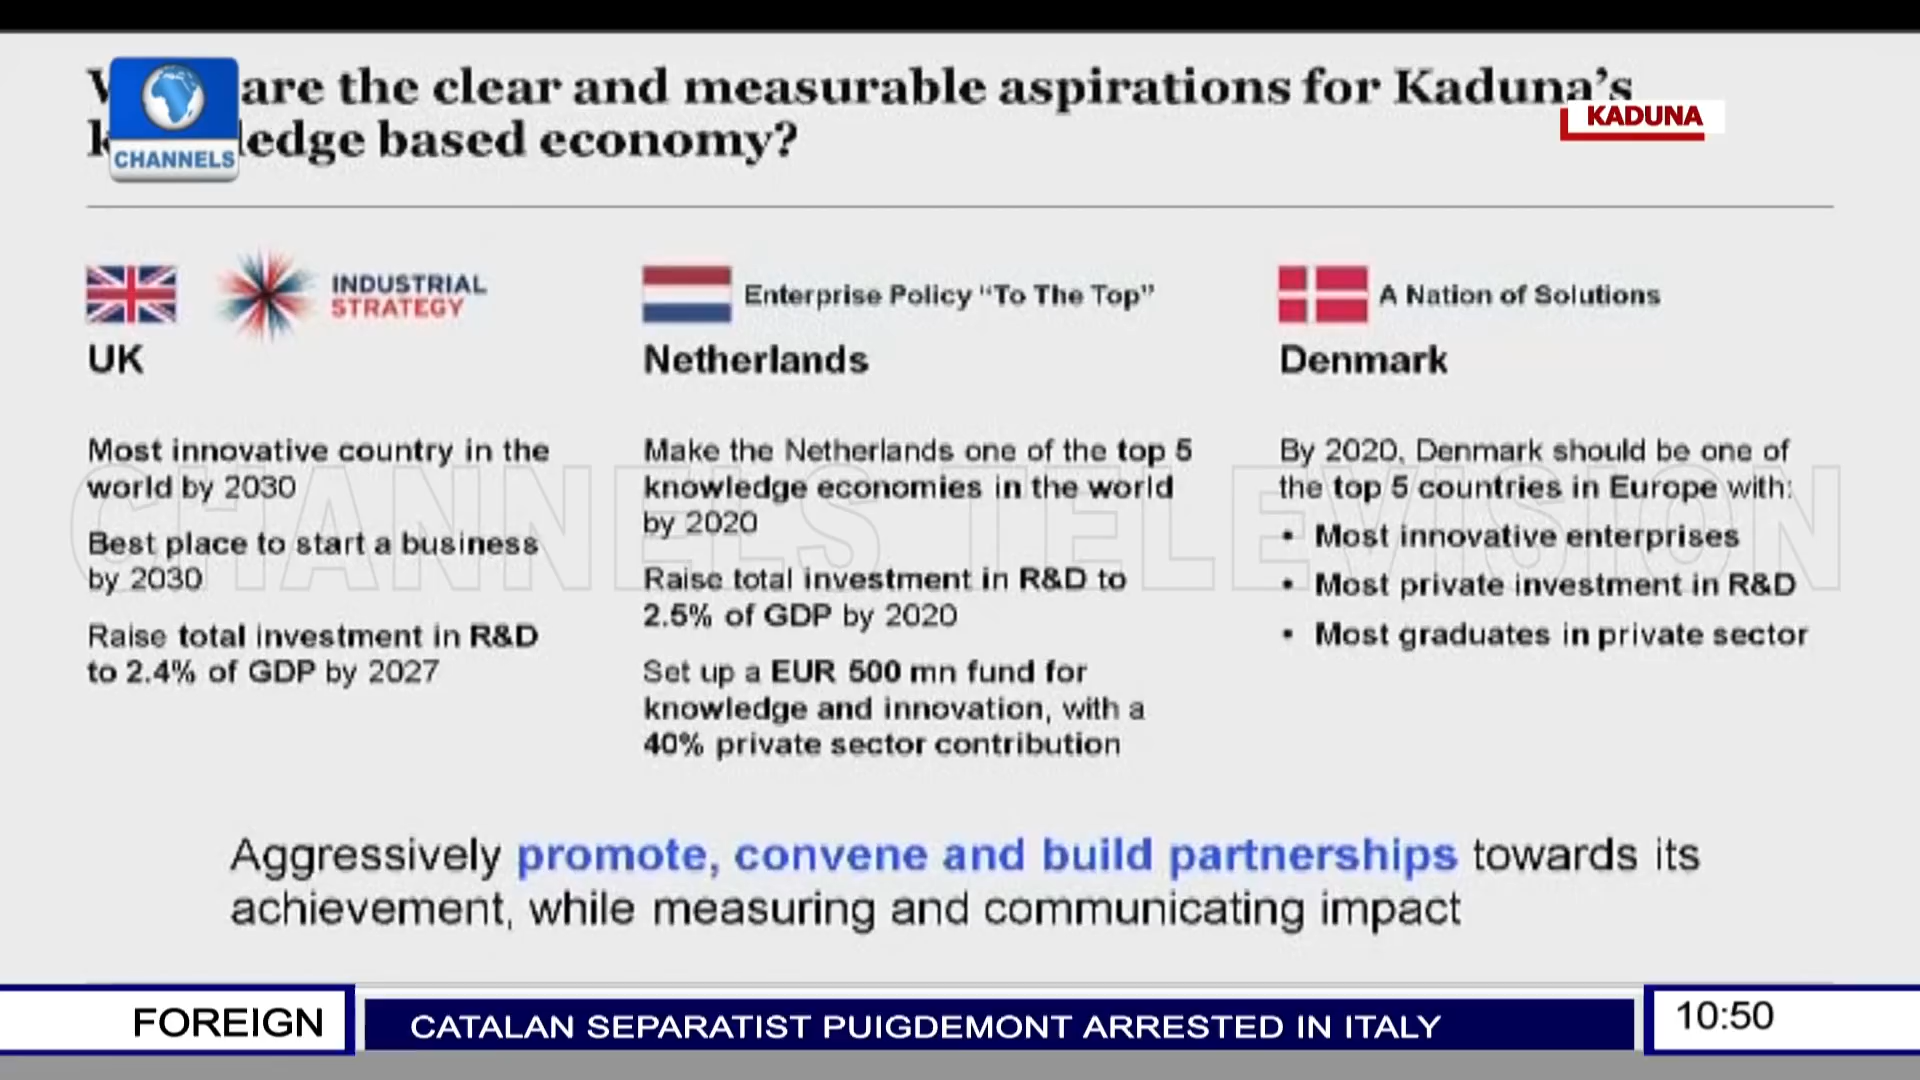 are the clear and measurable aspirations for Kaduna's
ledge based economy?
CHANNELS
KADUNA
INDUSTRIAL
STRATEGY
UK
Most innovative country in the
world by 2030
Best place to start a business
by 2030
Raise total investment in R&D
to 2.4% of GDP by 2027
Enterprise Policy “To The Top”
Netherlands
Make the Netherlands one of the top 5
knowledge economies in the world
by 2020
Raise total investment in R&D to
2.5% of GDP by 2020
Set up a EUR 500 mn fund for
knowledge and innovation, with a
40% private sector contribution
A Nation of Solutions
Denmark
By 2020, Denmark should be one of
the top 5 countries in Europe with:
• Most innovative enterprises
• Most private investment in R&D
• Most graduates in private sector
CHANNELS TELEVISION
Aggressively promote, convene and build partnerships towards its
achievement, while measuring and communicating impact
FOREIGN
CATALAN SEPARATIST PUIGDEMONT ARRESTED IN ITALY
10:50